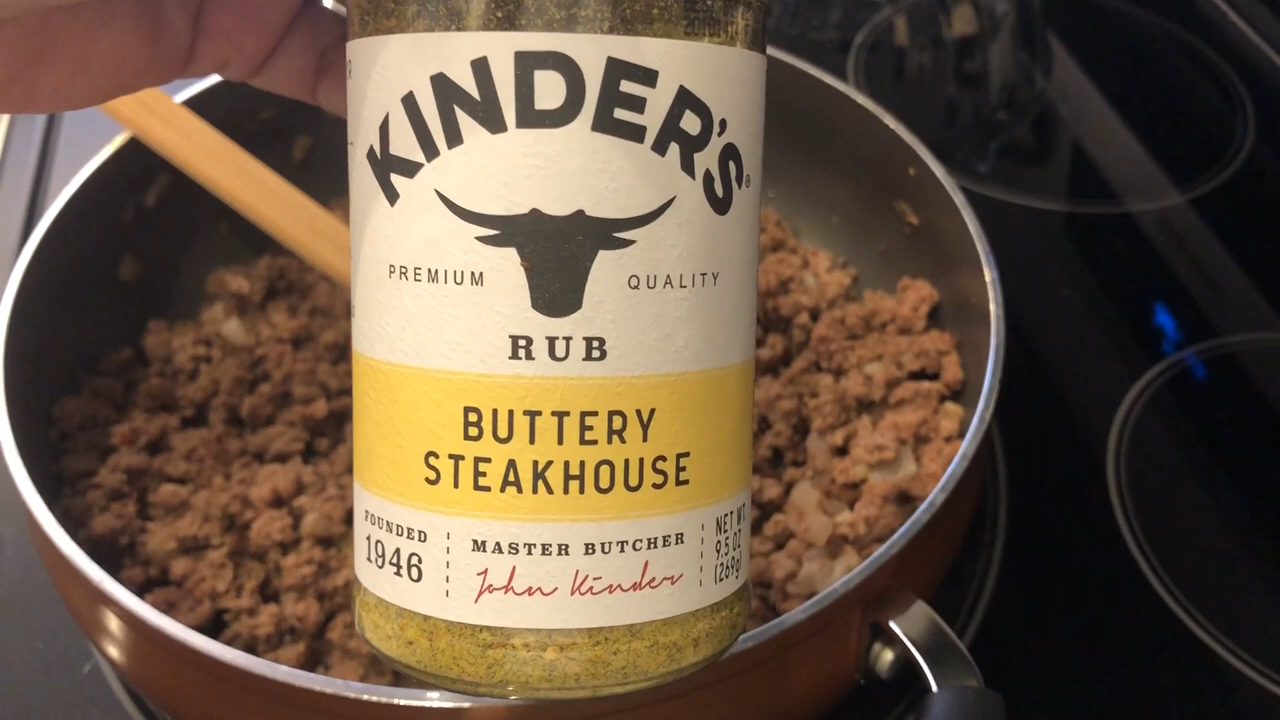 KINDER'S®
PREMIUM QUALITY
RUB
BUTTERY
STEAKHOUSE
FOUNDED
1946
MASTER BUTCHER
John Kinder
NET WT.
9.5 OZ
(269g)